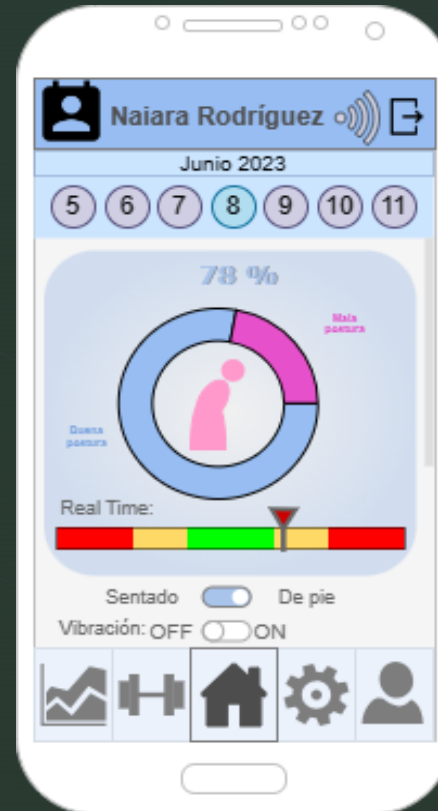 Naiara Rodríguez
Junio 2023
5 6 7 8 9 10 11
78 %
Mala
postura
Buena
postura
Real Time:
Sentado De pie
Vibración: OFF ON